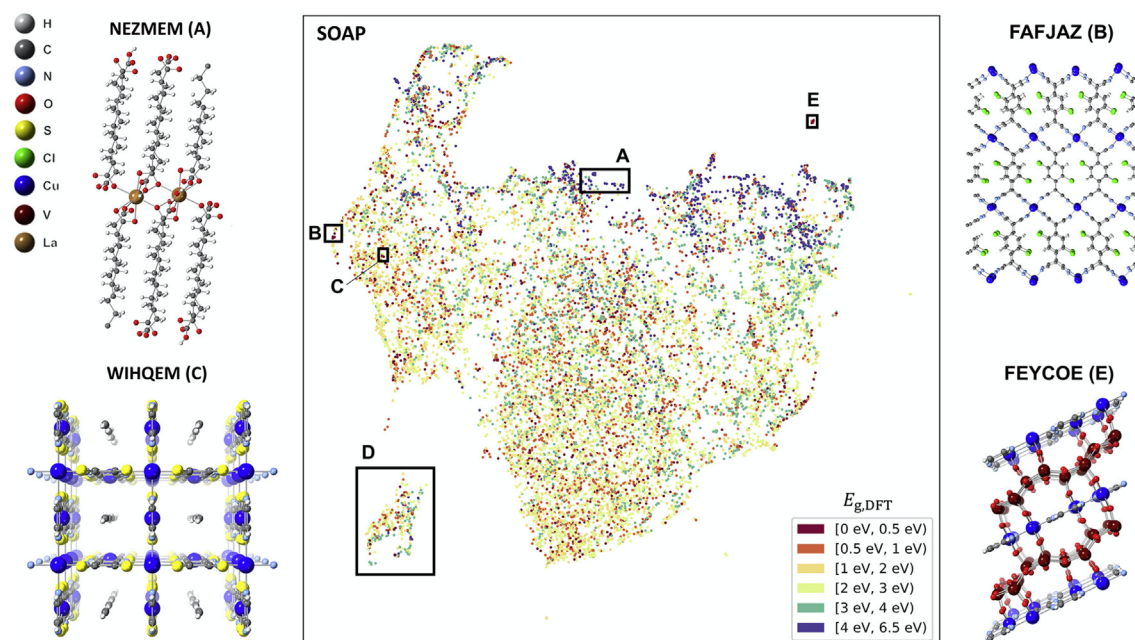 H
C
N
O
S
Cl
Cu
V
La
NEZMEM (A)
WIHQEM (C)
SOAP
A
B
C
D
E
E_g,DFT
[0 eV, 0.5 eV)
[0.5 eV, 1 eV)
[1 eV, 2 eV)
[2 eV, 3 eV)
[3 eV, 4 eV)
[4 eV, 6.5 eV)
FAFJAZ (B)
FEYCOE (E)